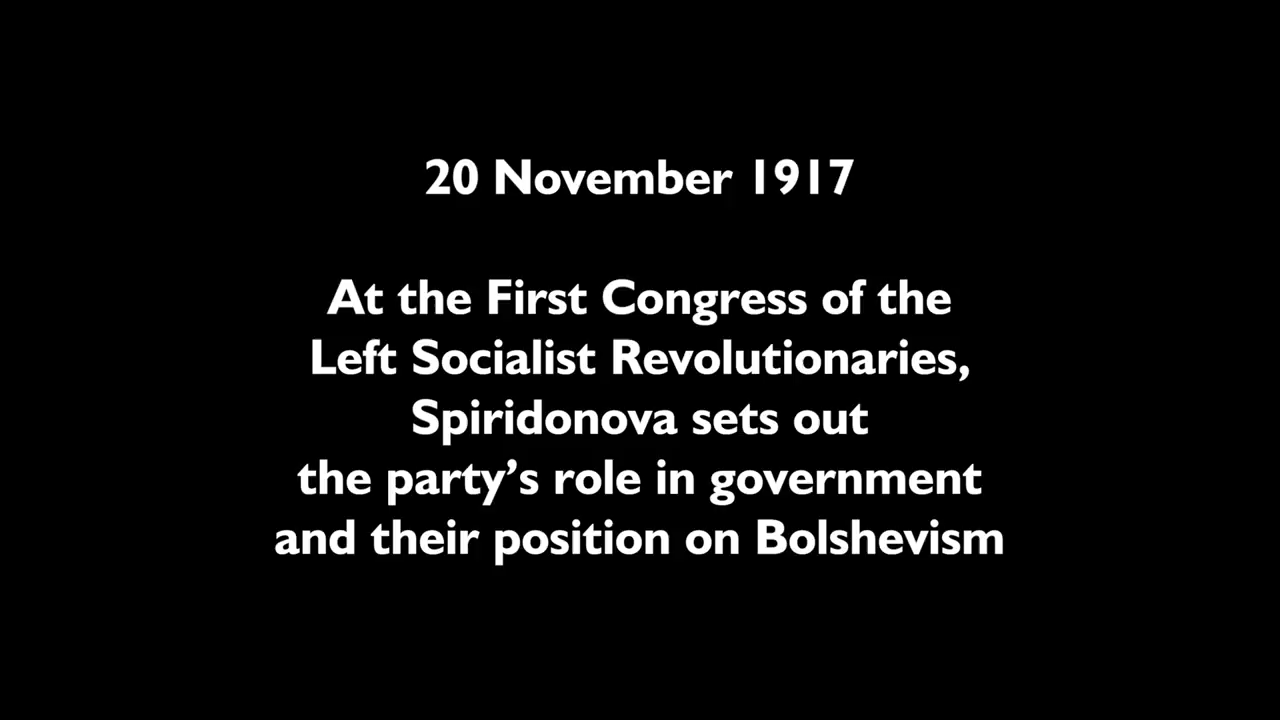 20 November 1917
At the First Congress of the
Left Socialist Revolutionaries,
Spiridonova sets out
the party’s role in government
and their position on Bolshevism